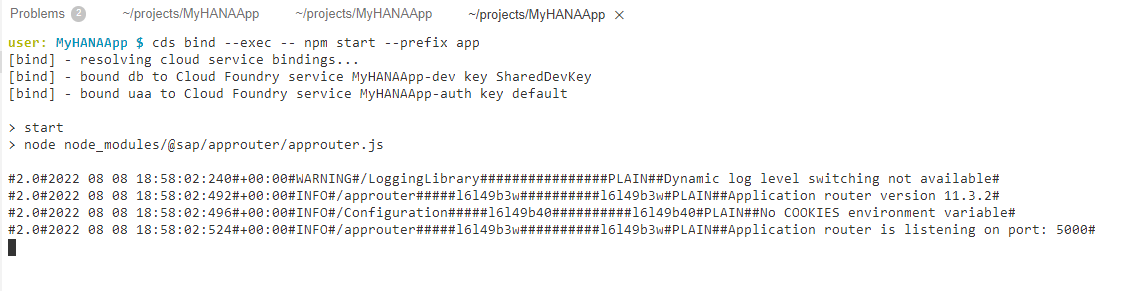 Problems 2 ~/projects/MyHANAApp ~/projects/MyHANAApp ~/projects/MyHANAApp ×
user: MyHANAApp $ cds bind --exec -- npm start --prefix app
[bind] - resolving cloud service bindings...
[bind] - bound db to Cloud Foundry service MyHANAApp-dev key SharedDevKey
[bind] - bound uaa to Cloud Foundry service MyHANAApp-auth key default
> start
> node node_modules/@sap/approuter/approuter.js
#2.0#2022 08 08 18:58:02:240#+00:00#WARNING#/LoggingLibrary################PLAIN##Dynamic log level switching not available#
#2.0#2022 08 08 18:58:02:492#+00:00#INFO#/approuter#####l6l49b3w##########l6l49b3w#PLAIN##Application router version 11.3.2#
#2.0#2022 08 08 18:58:02:496#+00:00#INFO#/Configuration#####l6l49b40##########l6l49b40#PLAIN##No COOKIES environment variable#
#2.0#2022 08 08 18:58:02:524#+00:00#INFO#/approuter#####l6l49b3w##########l6l49b3w#PLAIN##Application router is listening on port: 5000#